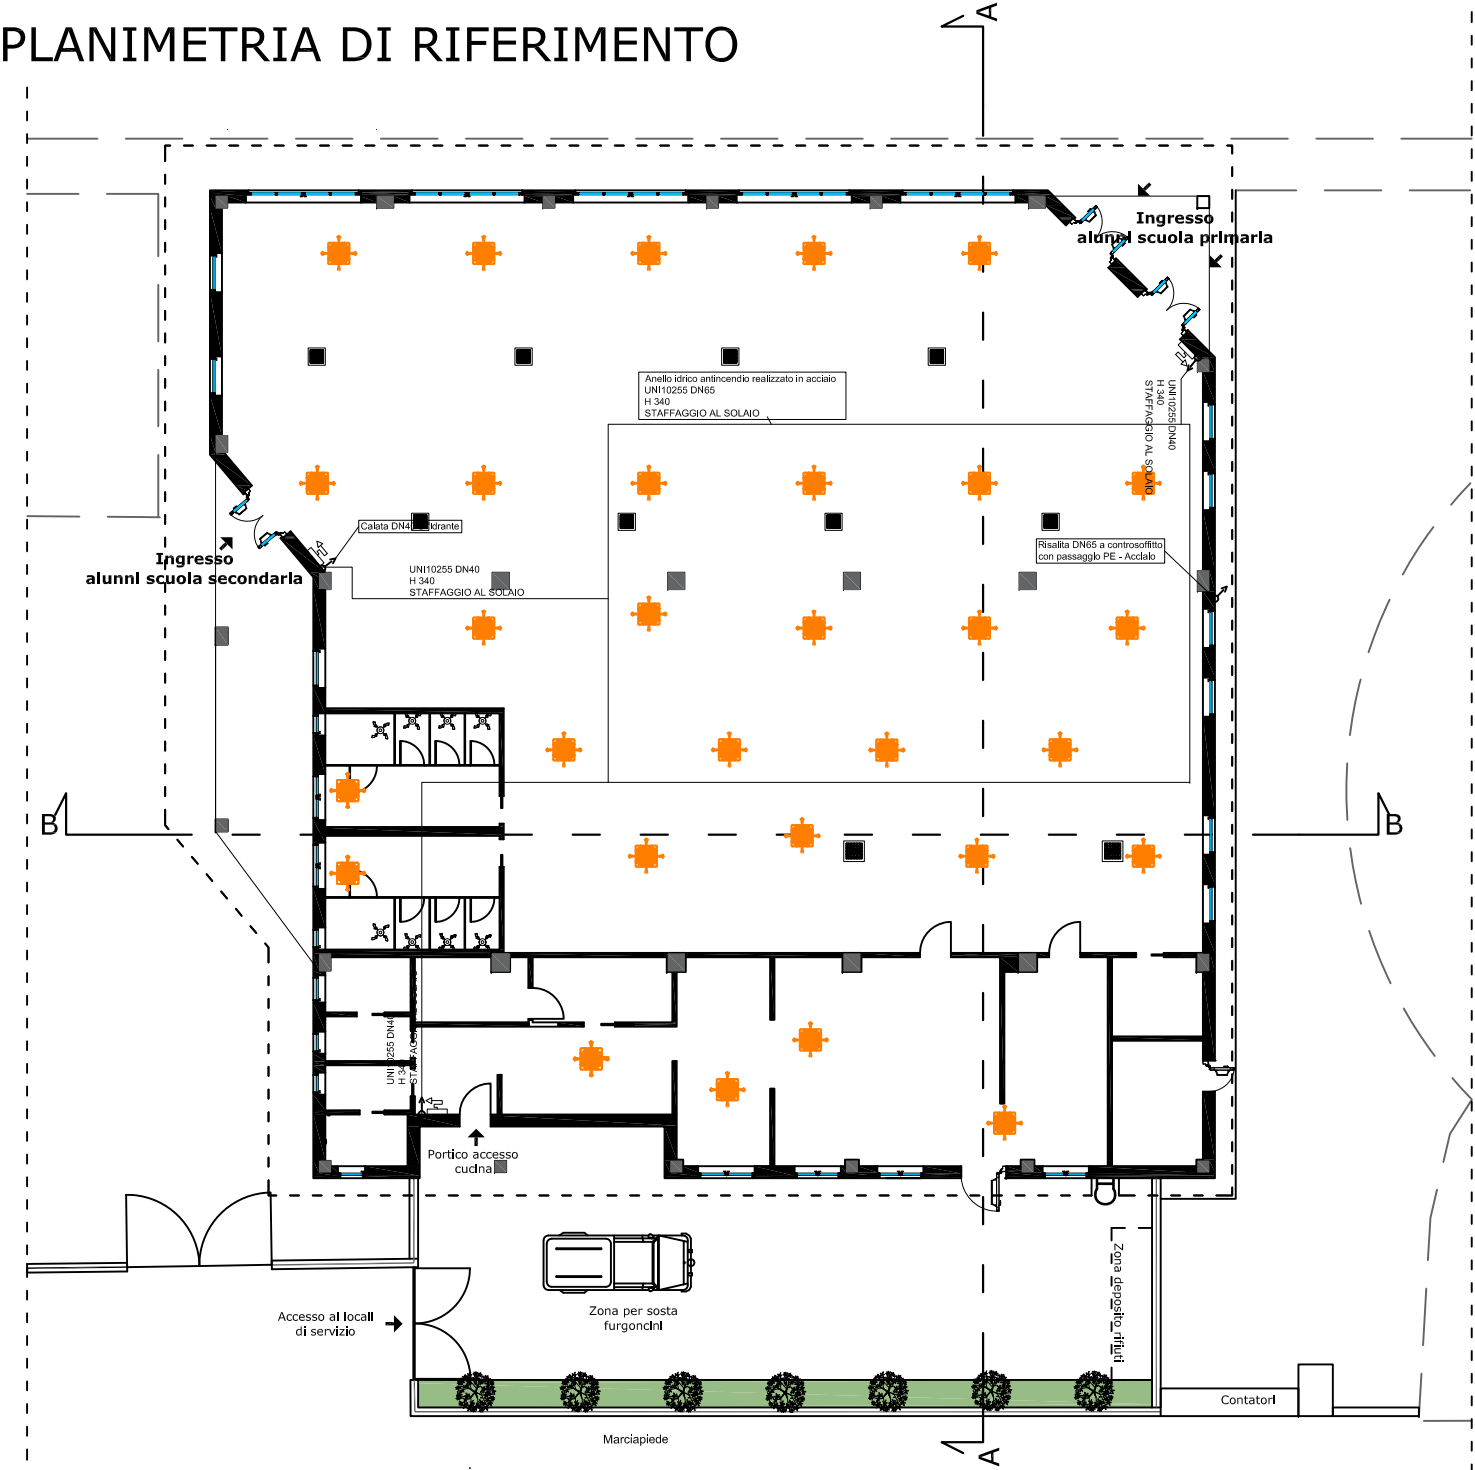 PLANIMETRIA DI RIFERIMENTO
A
Ingresso
alunni scuola primaria
Anello idrico antincendio realizzato in acciaio
UNI10255 DN65
H 340
STAFFAGGIO AL SOLAIO
UNI10255 DN40
H 340
STAFFAGGIO AL SOLAIO
Calata DN40 Idrante
Ingresso
alunni scuola secondaria
UNI10255 DN40
H 340
STAFFAGGIO AL SOLAIO
Risalita DN65 a controsoffitto
con passaggio PE - Acciaio
B
B
UNI10255 DN40
H 340
Portico accesso
cucina
Accesso ai locali
di servizio
Zona per sosta
furgoncini
Zona deposito rifiuti
Contatori
Marciapiede
A